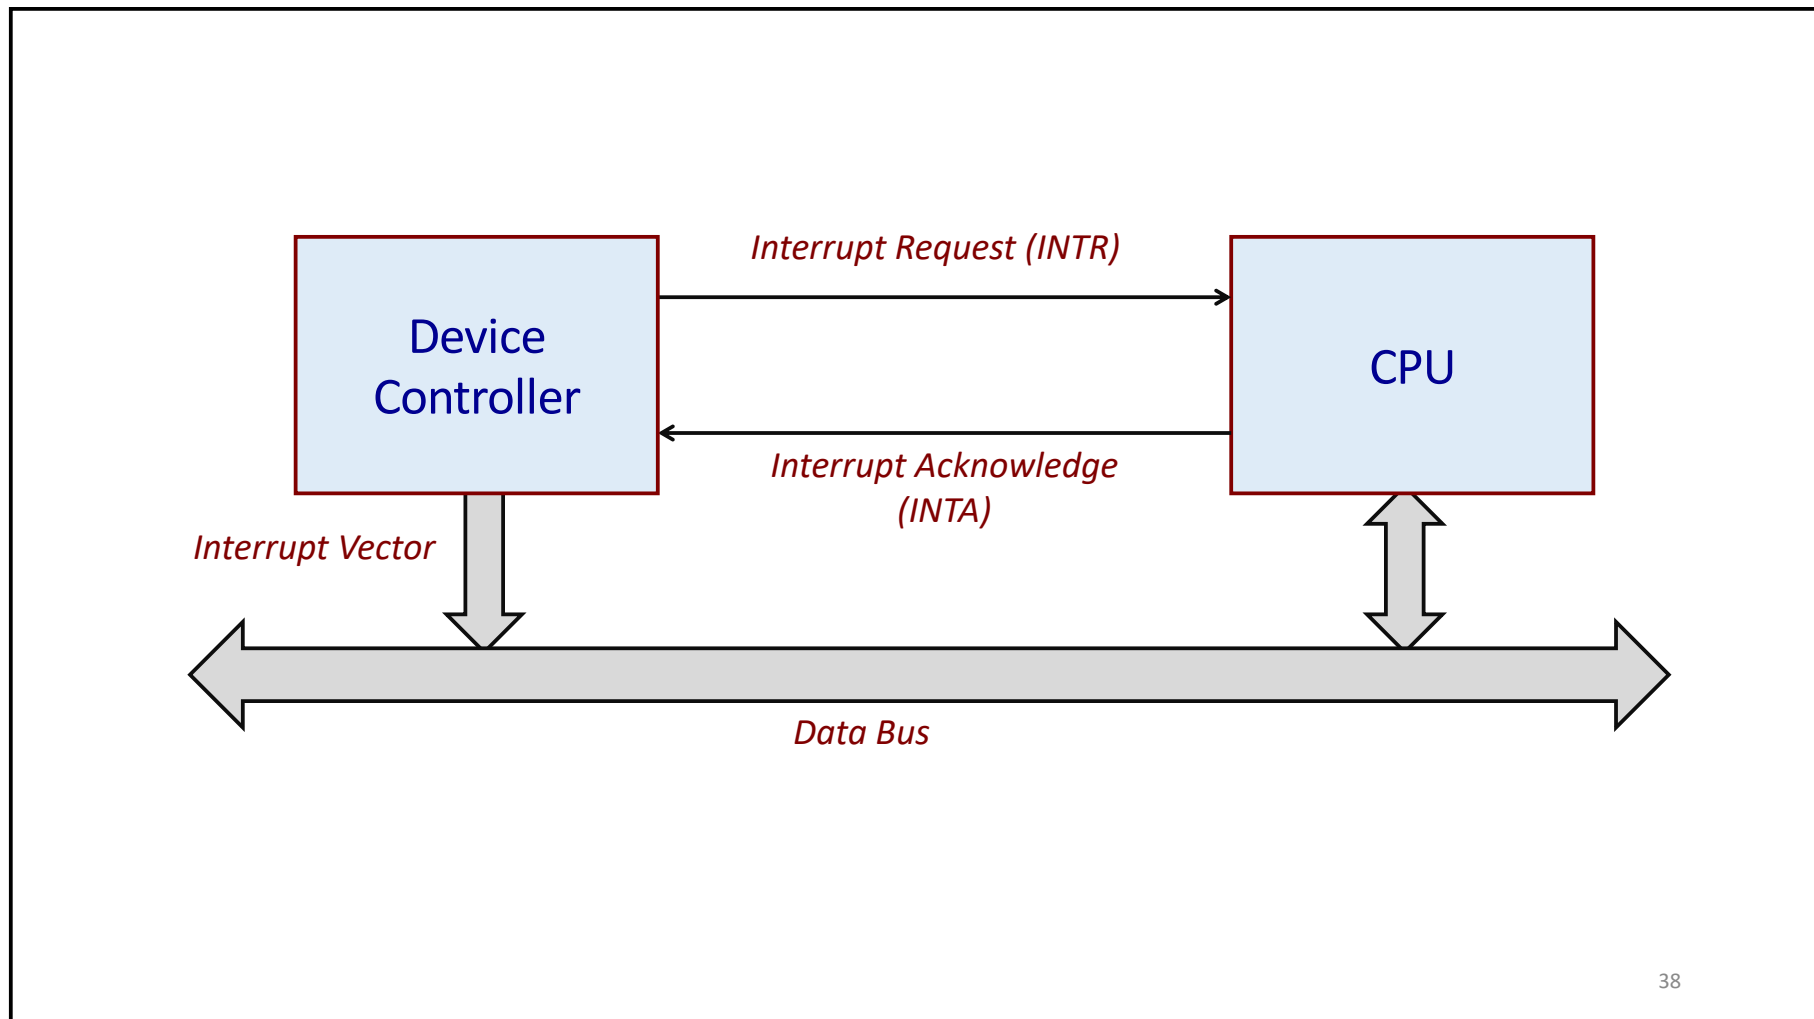 Interrupt Request (INTR)
Device
Controller
CPU
Interrupt Acknowledge
(INTA)
Interrupt Vector
Data Bus
38